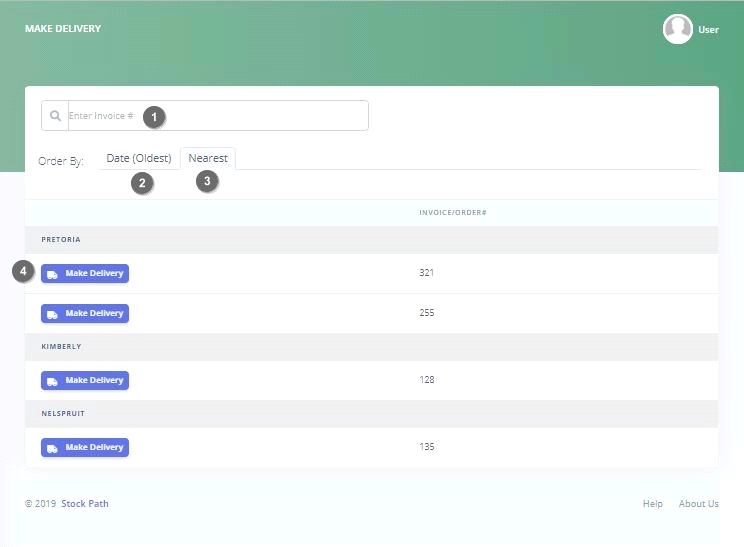 MAKE DELIVERY
User
Enter Invoice #
1
Order By: Date (Oldest) Nearest
2 3
INVOICE/ORDER#
PRETORIA
4 Make Delivery 321
Make Delivery 255
KIMBERLY
Make Delivery 128
NELSPRUIT
Make Delivery 135
© 2019 Stock Path Help About Us